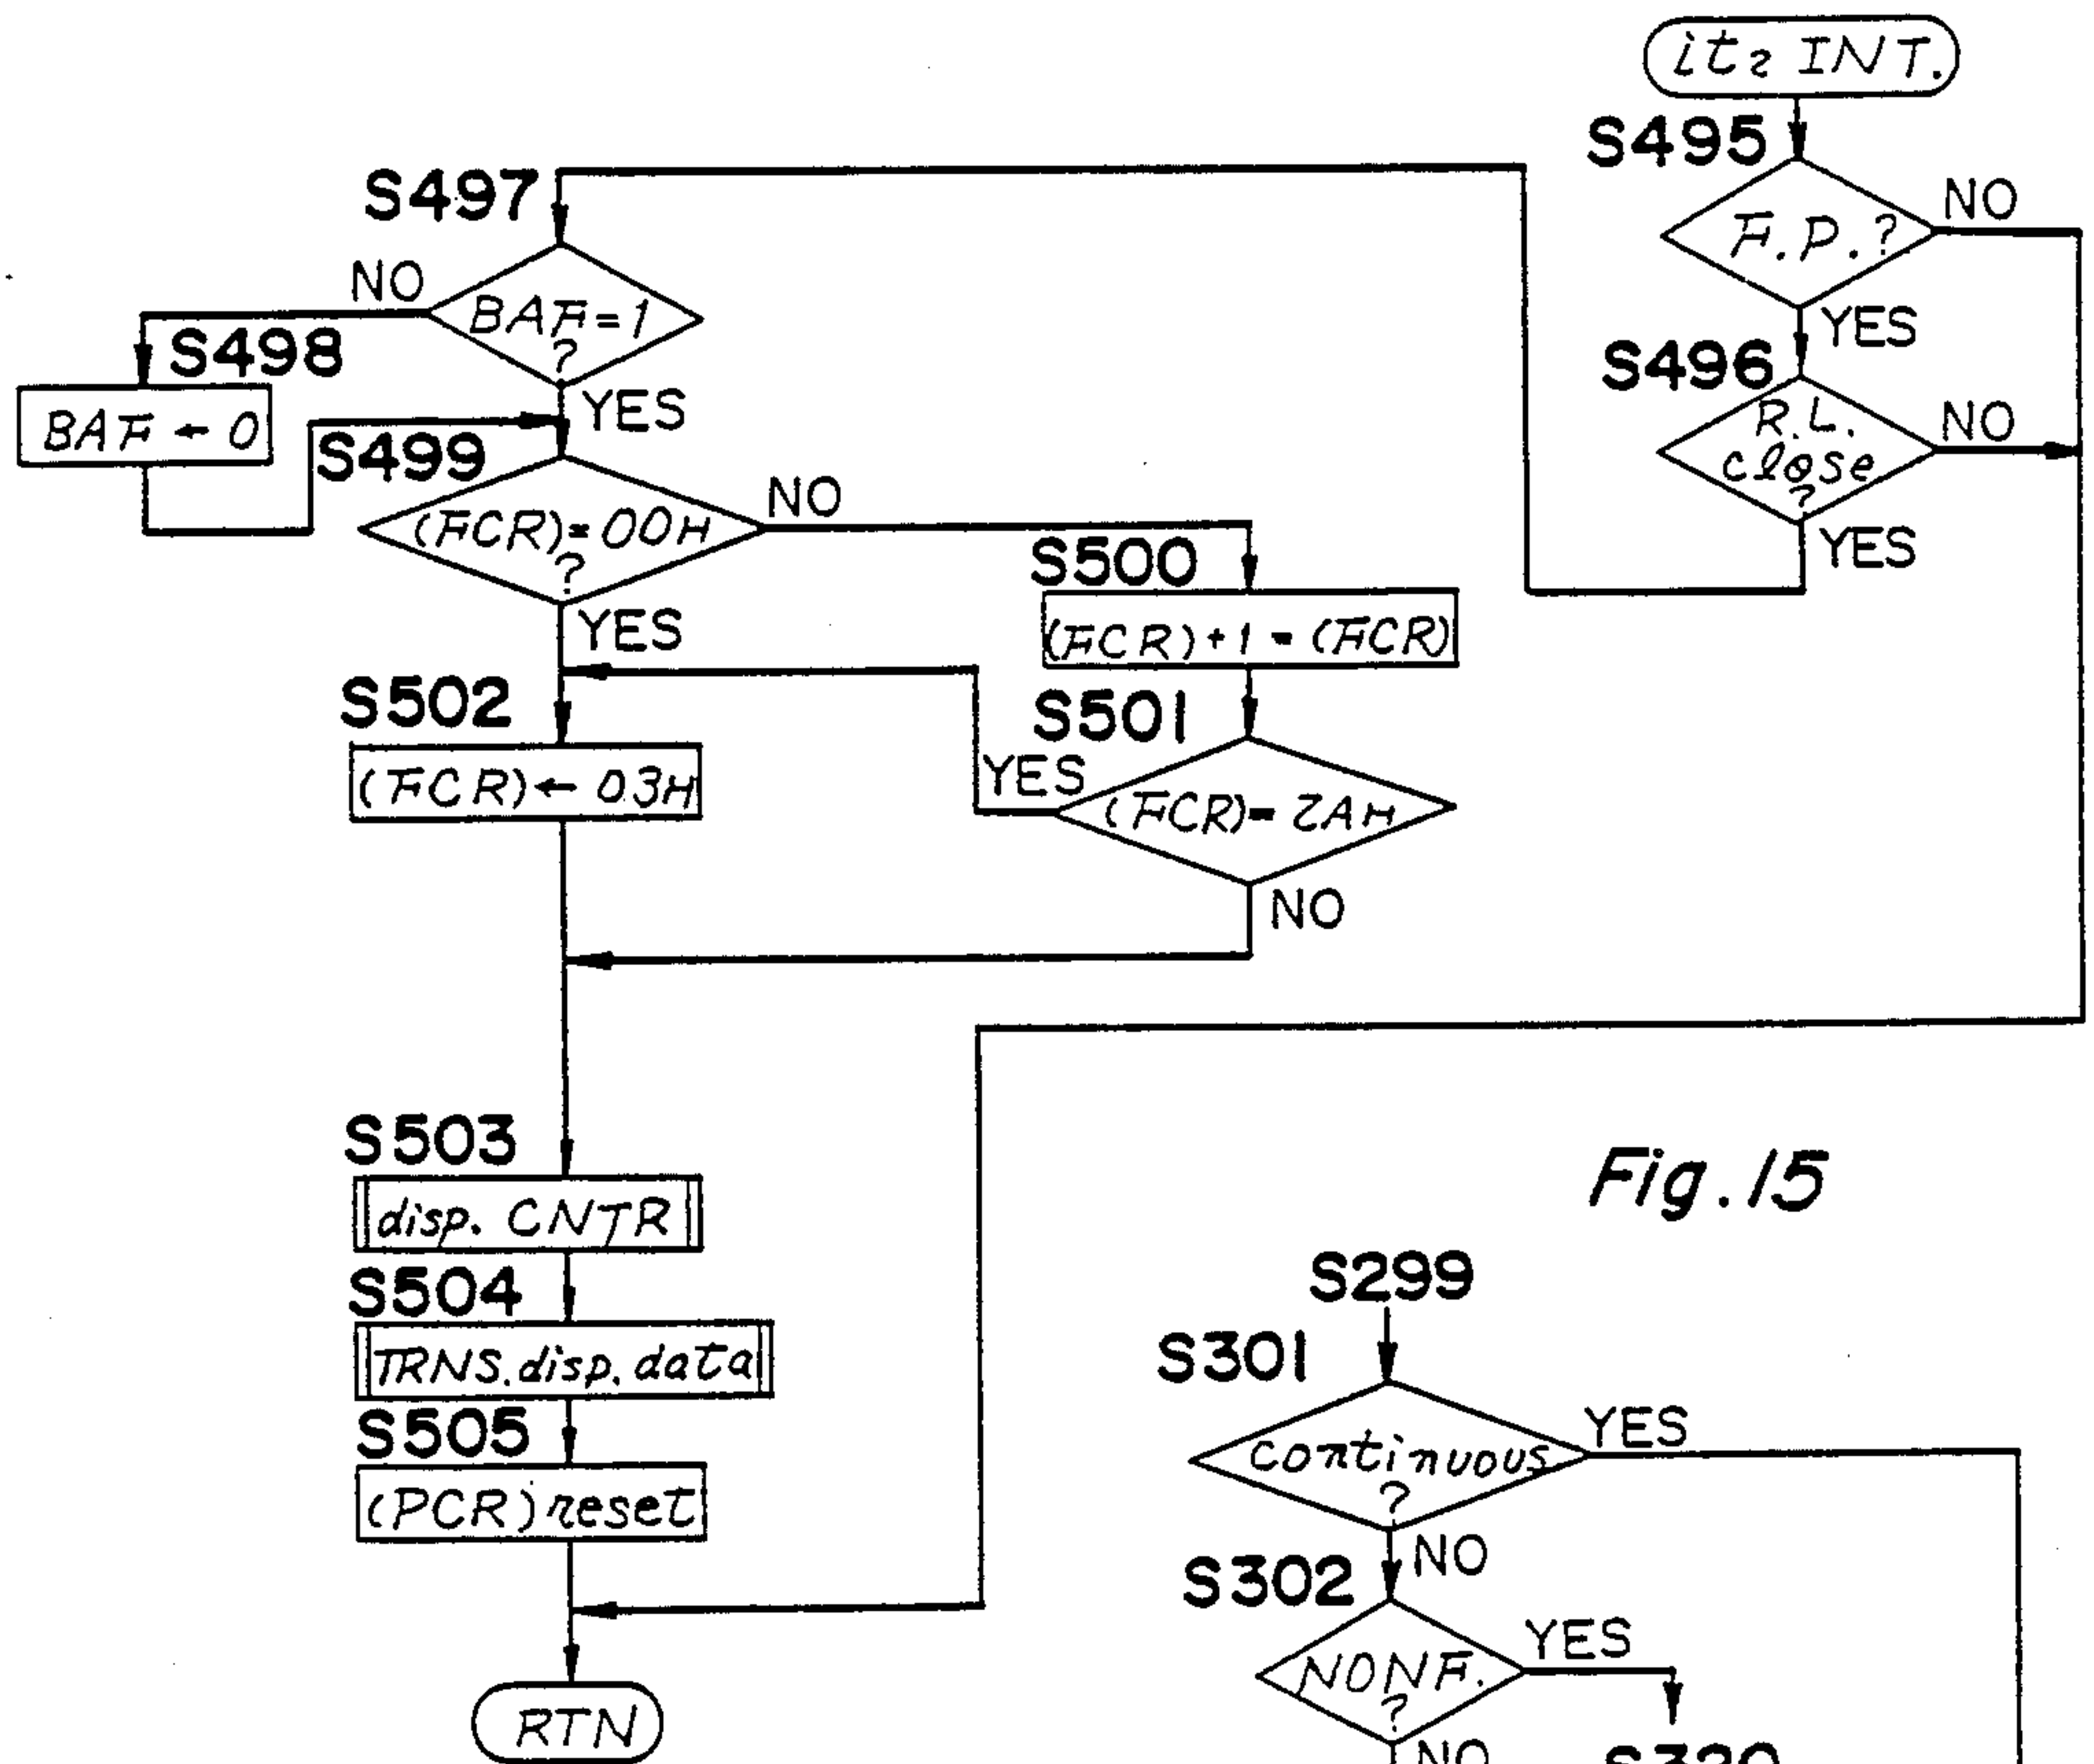 it2 INT.
S495
F.P.?
NO
YES
S496
R.L.
close
?
NO
YES
S497
BAF=1
?
NO
YES
S498
BAF ← 0
S499
(FCR)=00H
?
NO
YES
S500
(FCR)+1 - (FCR)
S501
(FCR)= 2AH
YES
NO
S502
(FCR)← 03H
S503
disp. CNTR
S504
TRNS. disp. data
S505
(PCR) reset
RTN
Fig. 15
S299
S301
continuous
?
YES
NO
S302
NONF.
?
YES
NO
S320